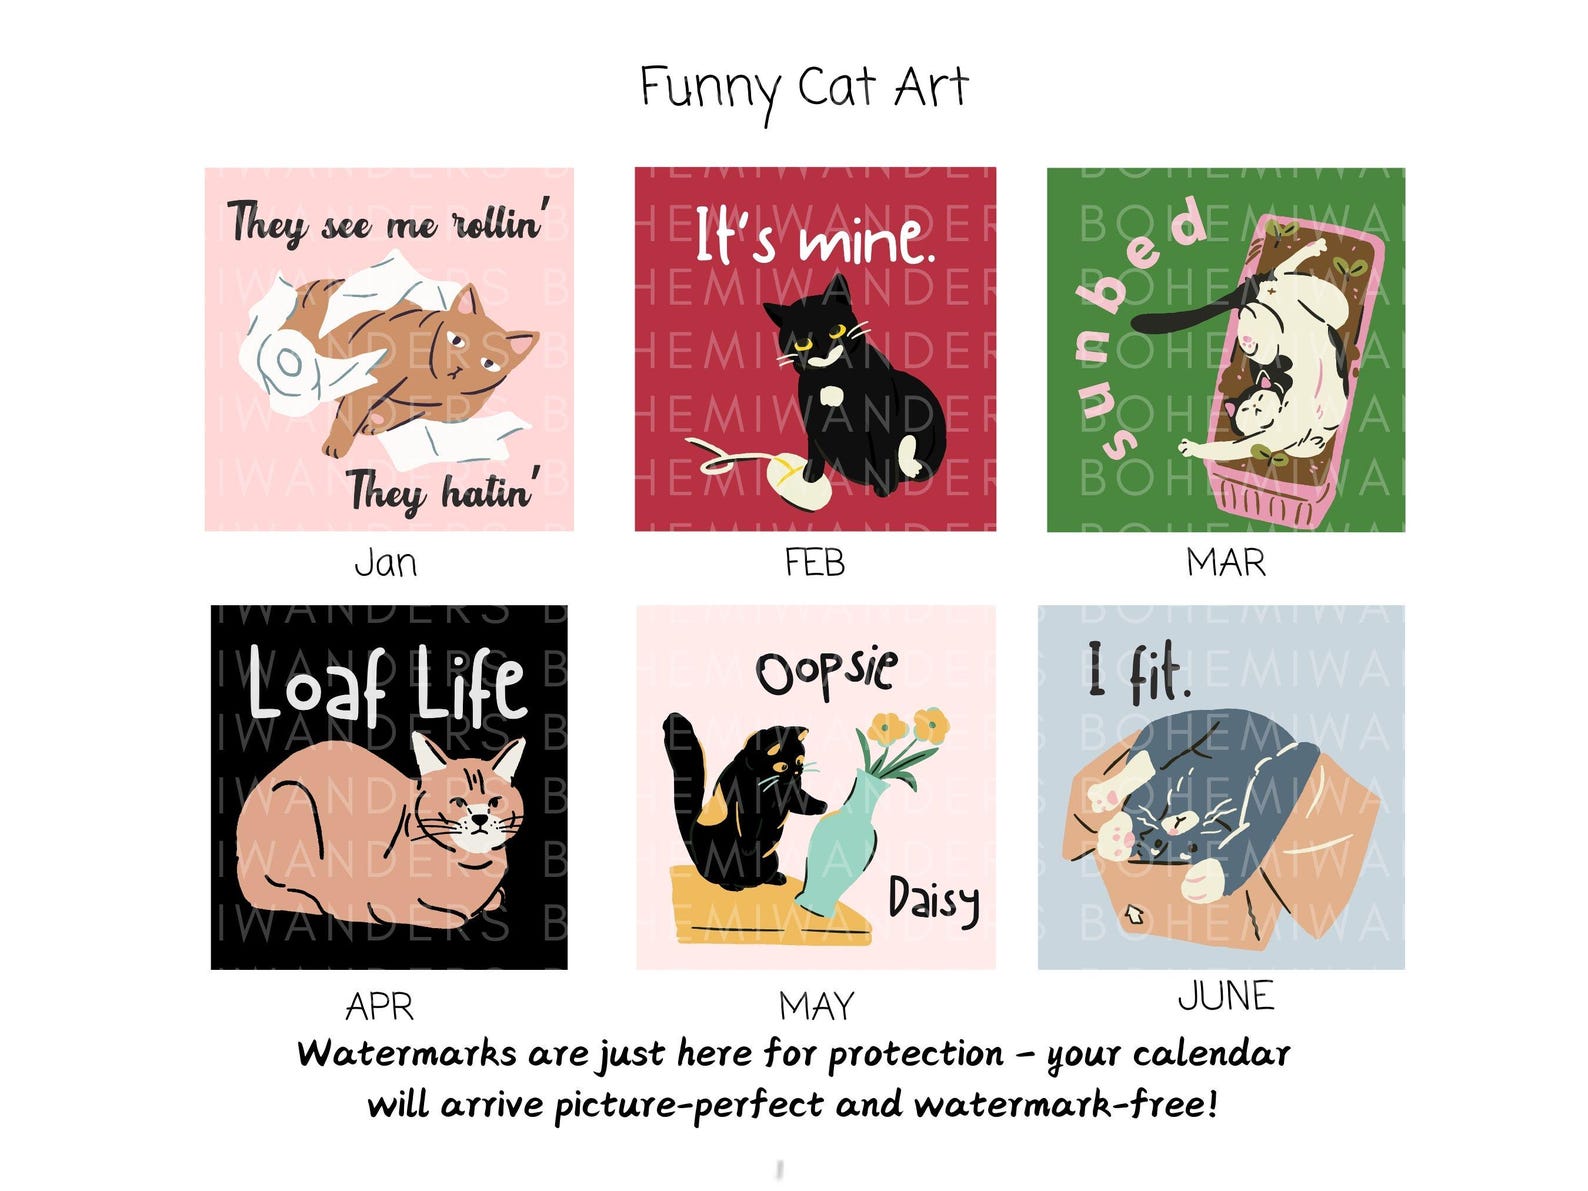 Funny Cat Art
They see me rollin'
They hatin'
Jan
It's mine.
FEB
sunbed
MAR
Loaf Life
APR
Oopsie
Daisy
MAY
I fit.
JUNE
Watermarks are just here for protection – your calendar
will arrive picture-perfect and watermark-free!
BOHEMIWANDERS